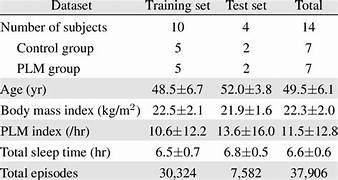 Dataset Training set Test set Total
Number of subjects 10 4 14
Control group 5 2 7
PLM group 5 2 7
Age (yr) 48.5±6.7 52.0±3.8 49.5±6.1
Body mass index (kg/m²) 22.5±2.1 21.9±1.6 22.3±2.0
PLM index (/hr) 10.6±12.2 13.6±16.0 11.5±12.8
Total sleep time (hr) 6.5±0.7 6.8±0.5 6.6±0.6
Total episodes 30,324 7,582 37,906